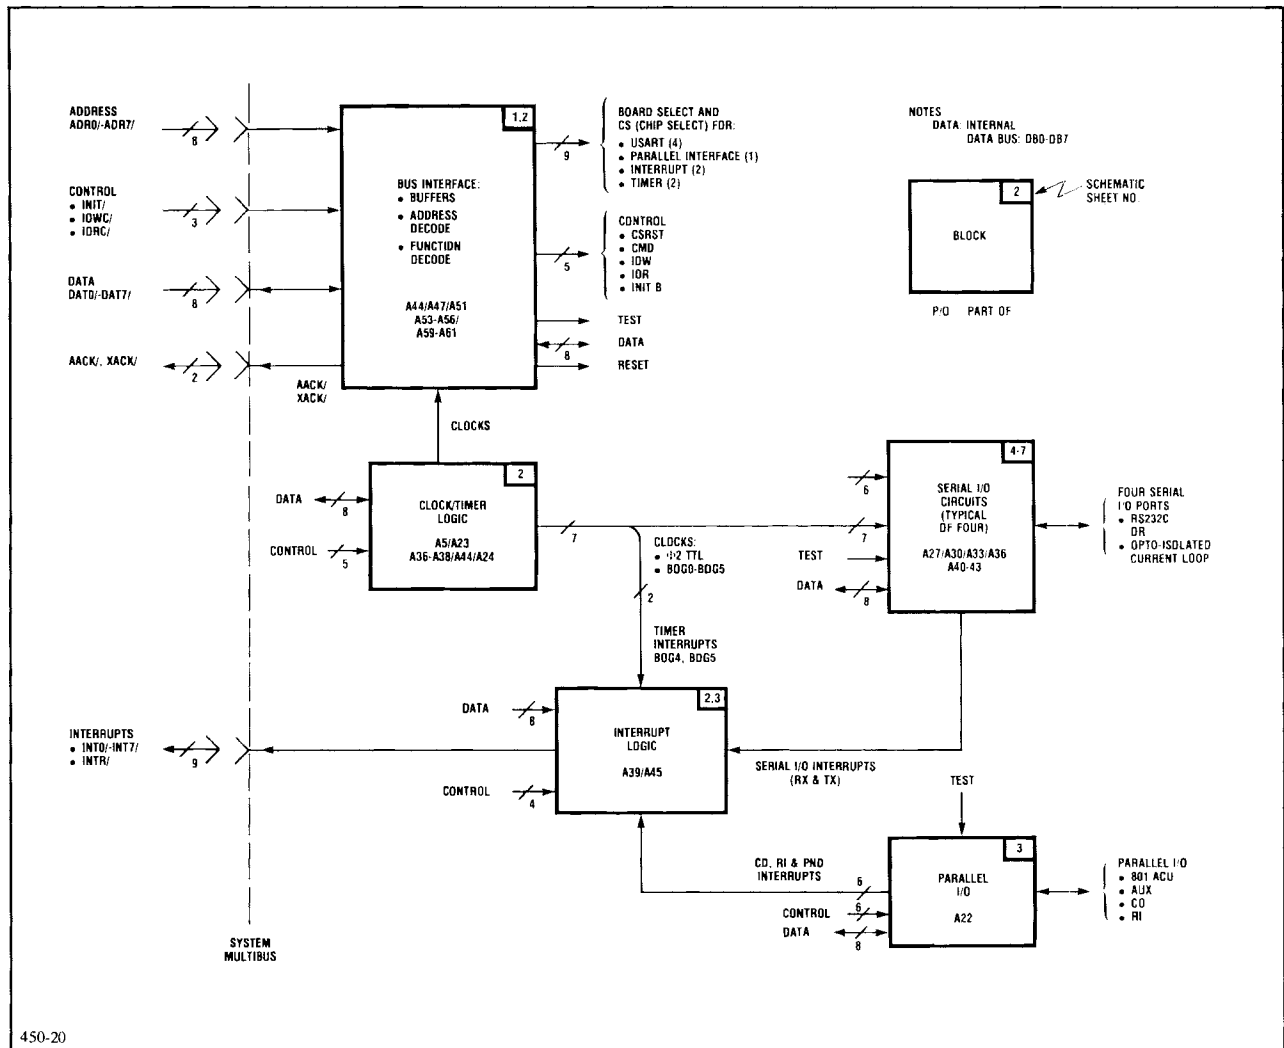 ADDRESS
ADR0/-ADR7/
8
CONTROL
• INIT/
• IOWC/
• IORC/
3
DATA
DAT0/-DAT7/
8
AACK/, XACK/
2
AACK/
XACK/
1,2
BUS INTERFACE:
• BUFFERS
• ADDRESS
DECODE
• FUNCTION
DECODE
A44/A47/A51
A53-A56/
A59-A61
9
BOARD SELECT AND
CS (CHIP SELECT) FOR:
• USART (4)
• PARALLEL INTERFACE (1)
• INTERRUPT (2)
• TIMER (2)
5
CONTROL
• CSRST
• CMD
• IOW
• IOR
• INIT B
TEST
DATA
8
RESET
NOTES
DATA: INTERNAL
DATA BUS: DB0-DB7
2
SCHEMATIC
SHEET NO.
BLOCK
P/O PART OF
CLOCKS
2
CLOCK/TIMER
LOGIC
A5/A23
A36-A38/A44/A24
DATA
8
CONTROL
5
7
CLOCKS:
• Φ2 TTL
• BDG0-BDG5
2
TIMER
INTERRUPTS
BDG4, BDG5
4-7
SERIAL I/O
CIRCUITS
(TYPICAL
OF FOUR)
A27/A30/A33/A36
A40-43
6
7
TEST
DATA
8
FOUR SERIAL
I/O PORTS
• RS232C
OR
• OPTO-ISOLATED
CURRENT LOOP
INTERRUPTS
• INT0/-INT7/
• INTR/
9
2,3
INTERRUPT
LOGIC
A39/A45
DATA
8
CONTROL
4
SERIAL I/O INTERRUPTS
(RX & TX)
TEST
3
PARALLEL
I/O
A22
CD, RI & PND
INTERRUPTS
6
CONTROL
6
DATA
8
PARALLEL I/O
• 801 ACU
• AUX
• CD
• RI
SYSTEM
MULTIBUS
450-20